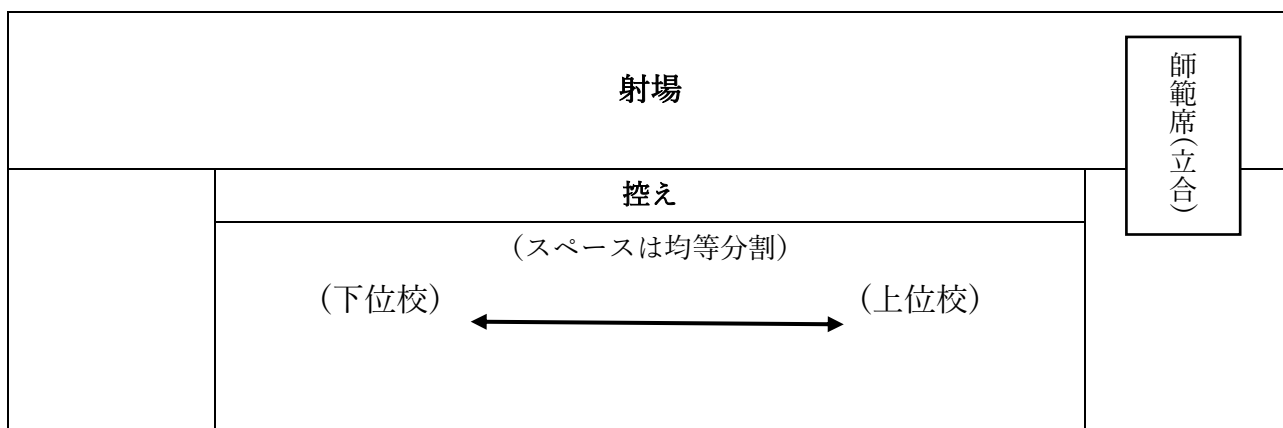 射場
師範席(立合)
控え
(スペースは均等分割)
(下位校)
(上位校)